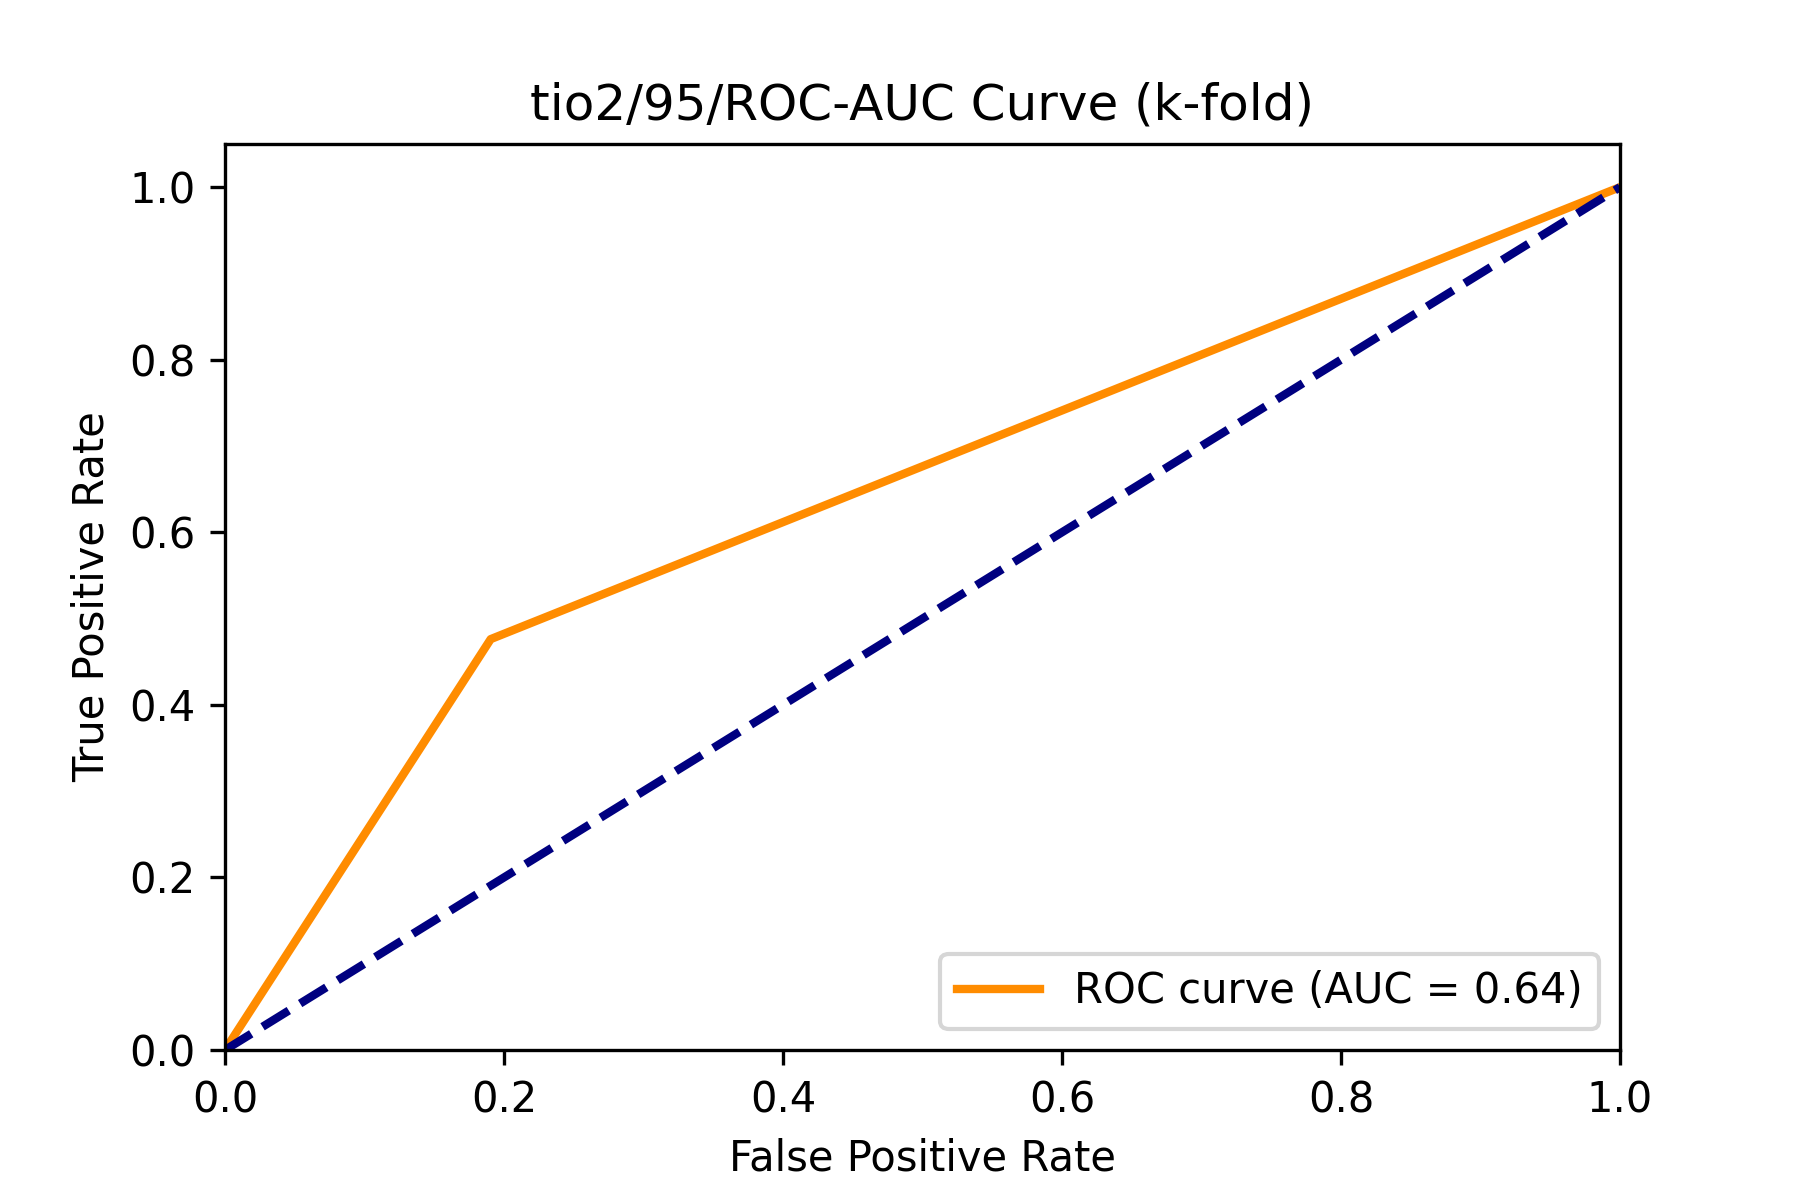 tio2/95/ROC-AUC Curve (k-fold)
1.0
0.8
0.6
0.4
0.2
0.0
True Positive Rate
ROC curve (AUC = 0.64)
0.0 0.2 0.4 0.6 0.8 1.0
False Positive Rate